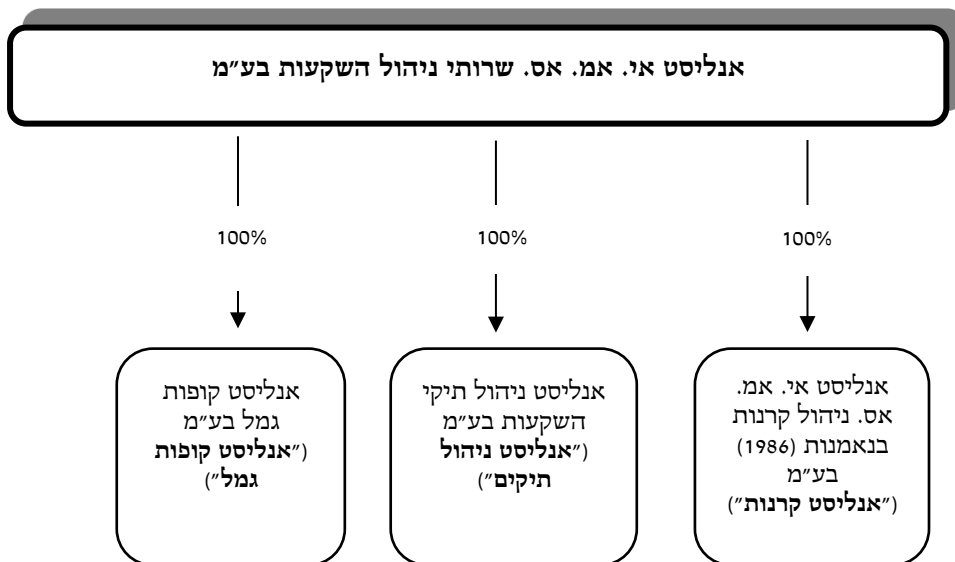 אנליסט אי. אמ. אס. שרותי ניהול השקעות בע״מ
100%
100%
100%
אנליסט אי. אמ.
אס. ניהול קרנות
בנאמנות (1986)
בע״מ
(״אנליסט קרנות״)
אנליסט ניהול תיקי
השקעות בע״מ
(״אנליסט ניהול
תיקים״)
אנליסט קופות
גמל בע״מ
(״אנליסט קופות
גמל״)